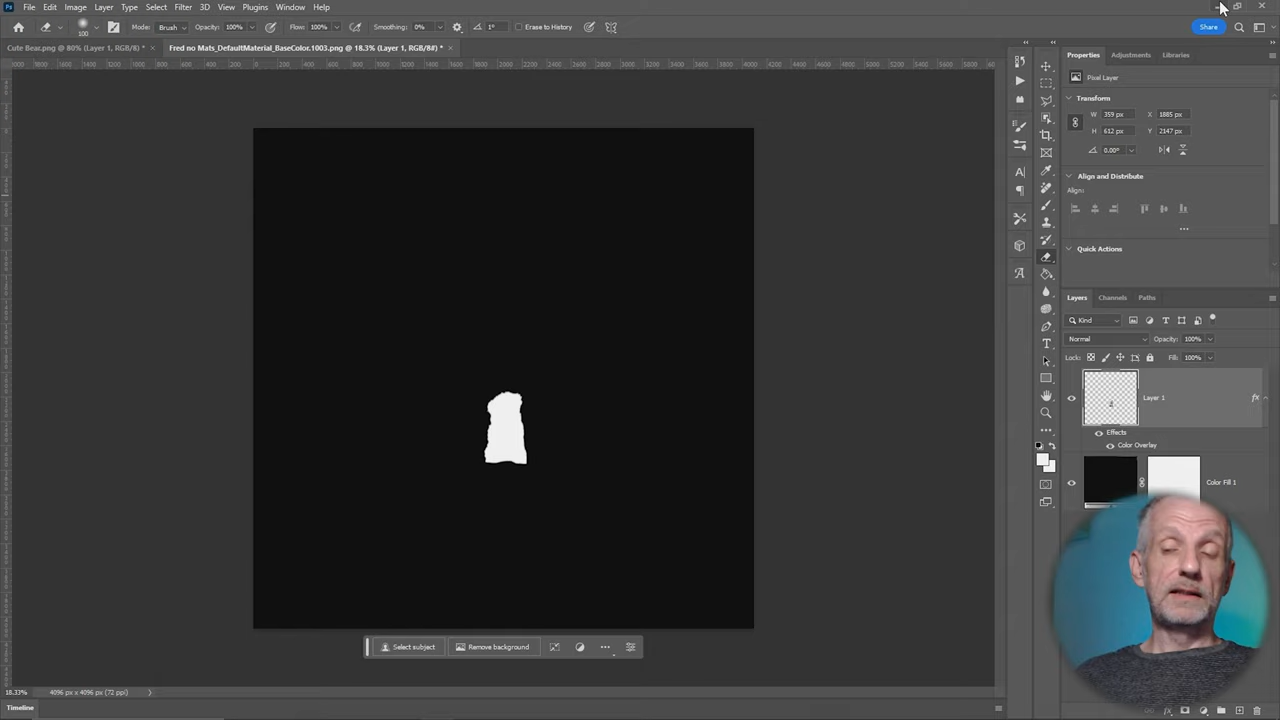 Ps File Edit Image Layer Type Select Filter 3D View Plugins Window Help
100 Mode: Brush Opacity: 100% Flow: 100% Smoothing: 0% 1° Erase to History Share
Cute Bear.png @ 80% (Layer 1, RGB/8) * Fred no Mats_DefaultMaterial_BaseColor.1003.png @ 18.3% (Layer 1, RGB/8#) *
Properties Adjustments Libraries
Pixel Layer
Transform
W 359 px X 1885 px
H 612 px Y 2147 px
0.00°
Align and Distribute
Align:
Quick Actions
Layers Channels Paths
Kind
Normal Opacity: 100%
Lock: Fill: 100%
Layer 1 fx
Effects
Color Overlay
Color Fill 1
Select subject Remove background
18.33% 4096 px x 4096 px (72 ppi)
Timeline